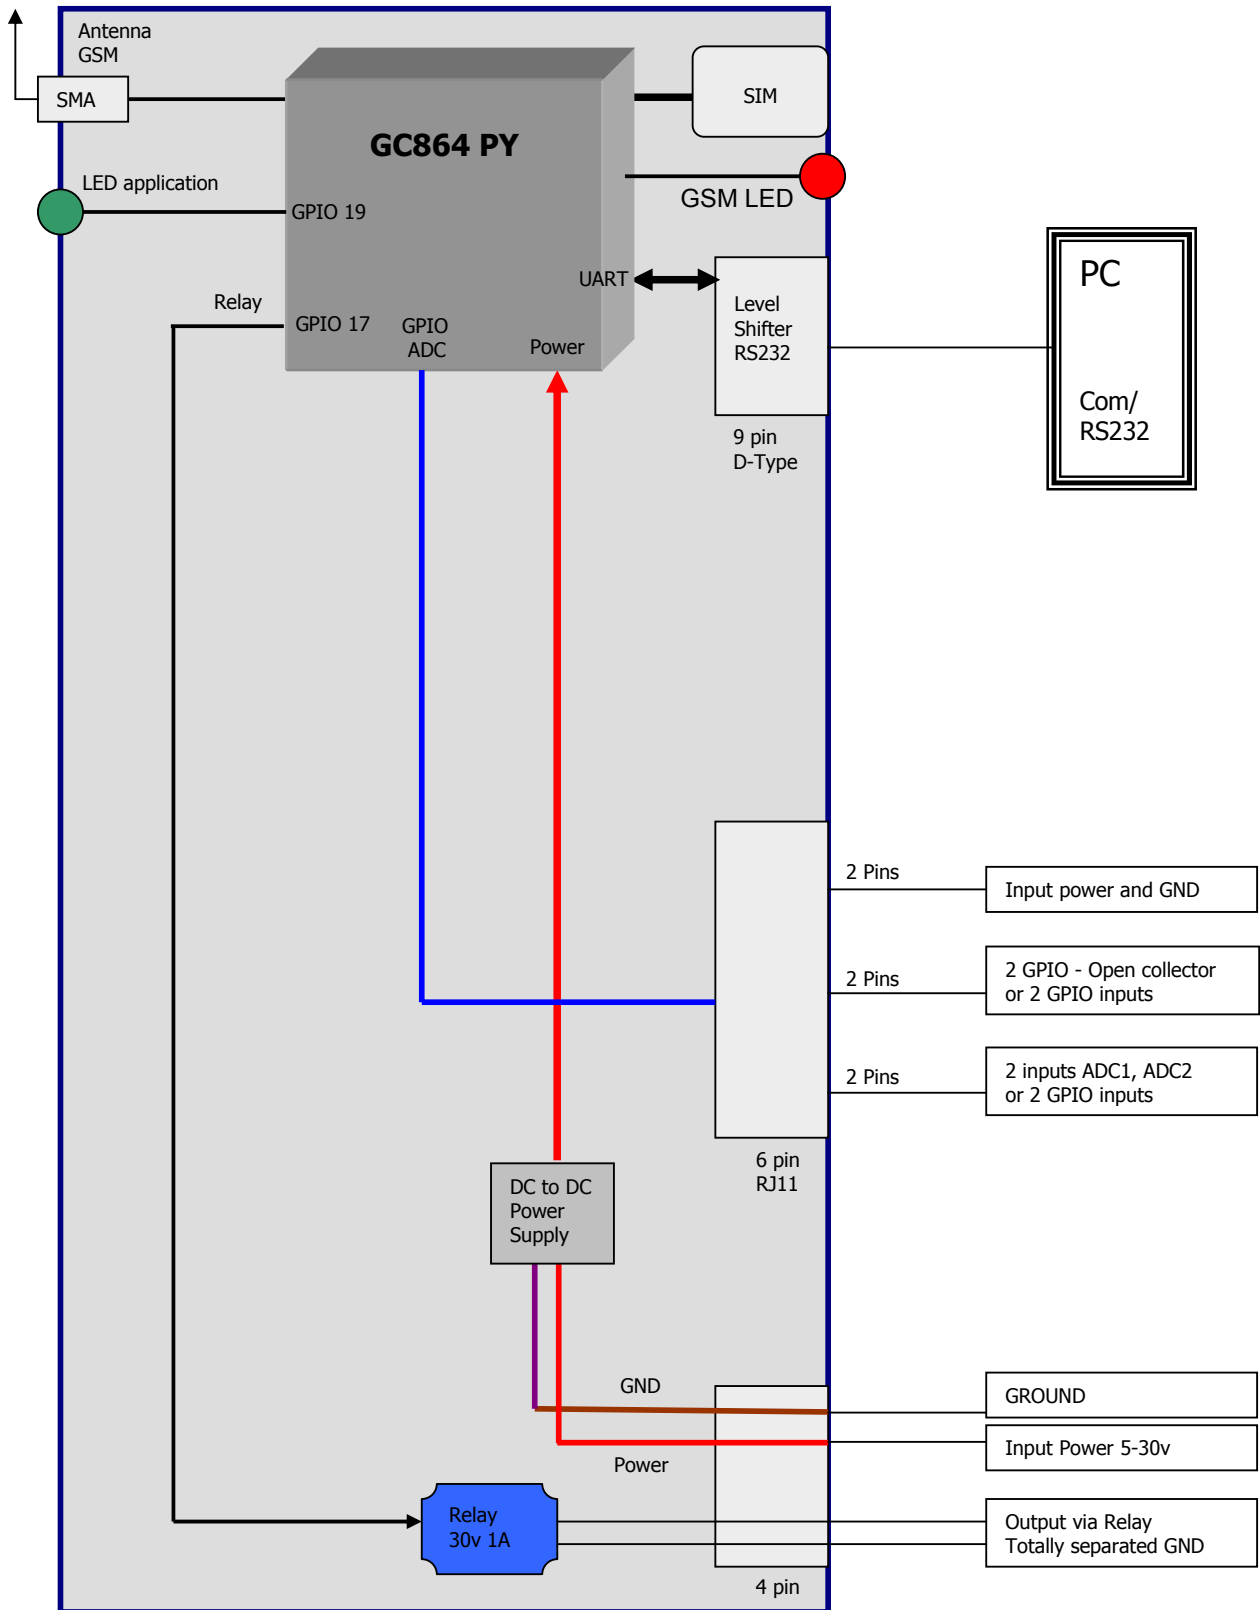 Antenna
GSM
SMA
SIM
GC864 PY
LED application
GSM LED
GPIO 19
PC
UART
Relay
Level
Shifter
RS232
GPIO 17
GPIO
ADC
Power
Com/
RS232
9 pin
D-Type
2 Pins
Input power and GND
2 GPIO - Open collector
or 2 GPIO inputs
2 Pins
2 inputs ADC1, ADC2
or 2 GPIO inputs
2 Pins
6 pin
RJ11
DC to DC
Power
Supply
GND
GROUND
Input Power 5-30v
Power
Relay
30v 1A
Output via Relay
Totally separated GND
4 pin